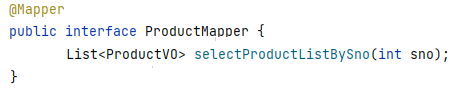 @Mapper
public interface ProductMapper {
List<ProductVO> selectProductListBySno(int sno);
}